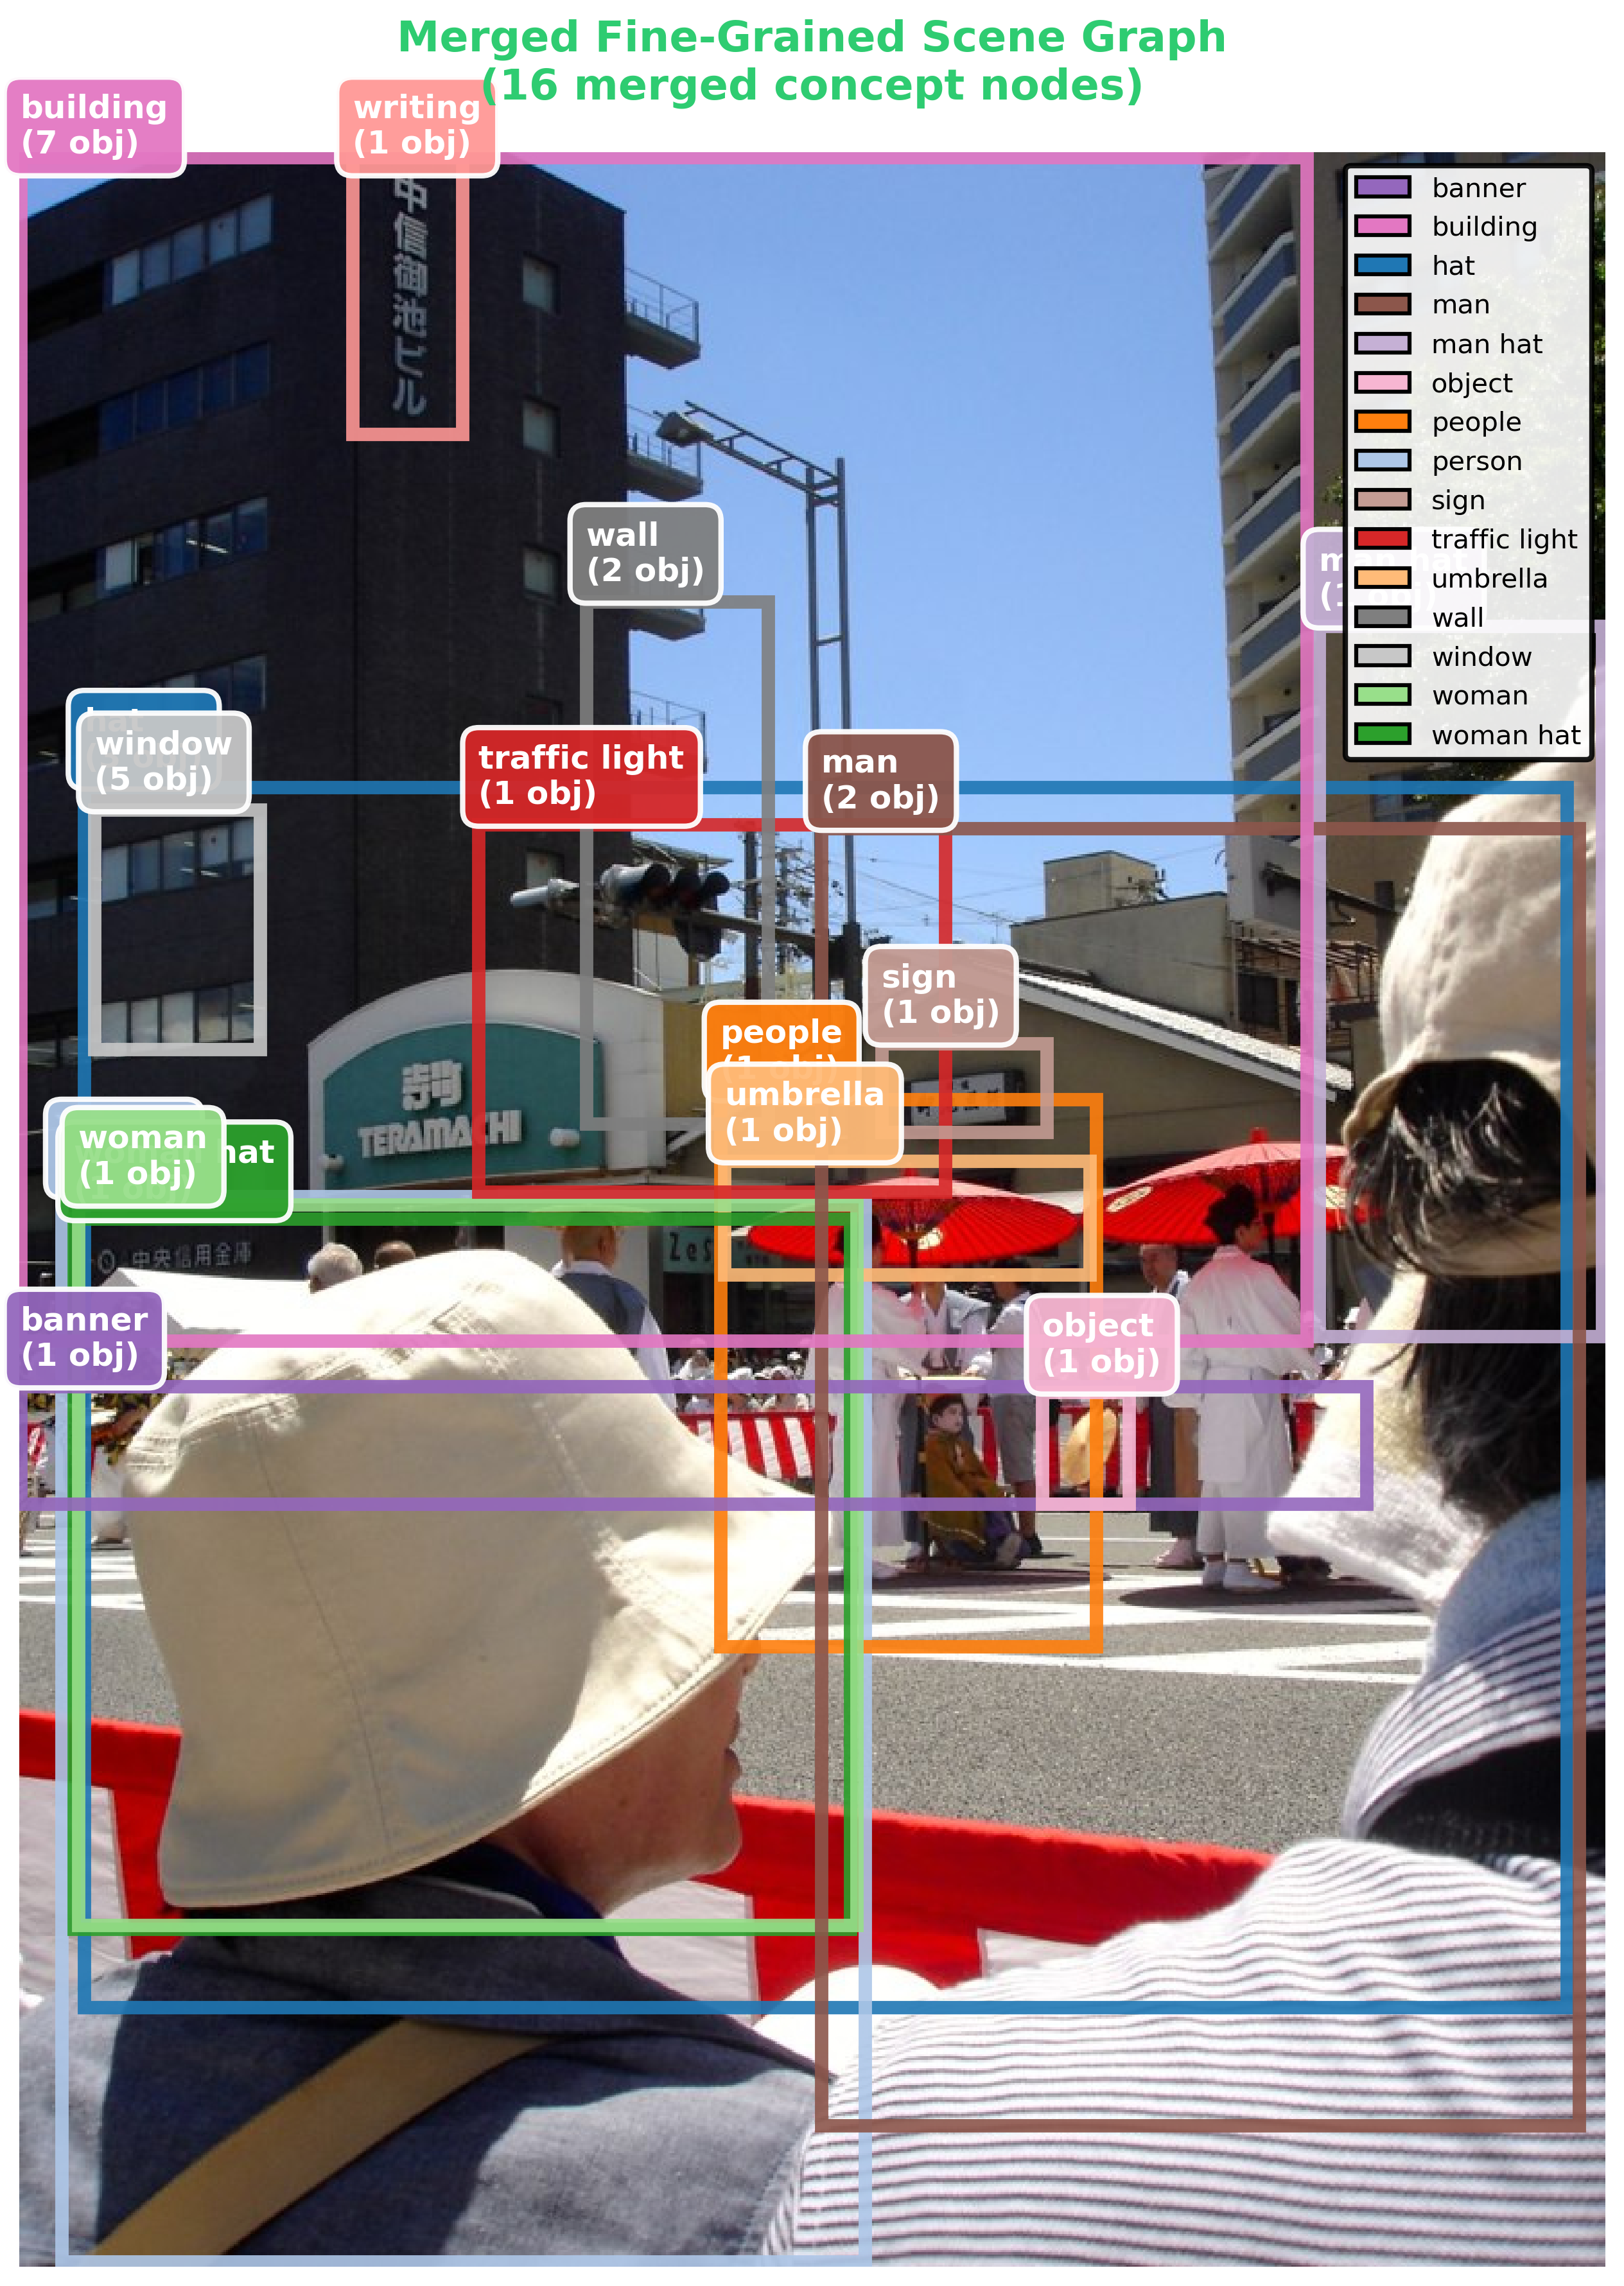 Merged Fine-Grained Scene Graph
(16 merged concept nodes)
building
(7 obj)
writing
(1 obj)
banner
building
hat
man
man hat
object
people
person
sign
traffic light
umbrella
wall
window
woman
woman hat
中信御池ビル
wall
(2 obj)
hat
window
(5 obj)
traffic light
(1 obj)
man
(2 obj)
sign
(1 obj)
people
(1 obj)
umbrella
(1 obj)
寺町
TERAMACHI
woman
(1 obj)
hat
中央信用金庫
banner
(1 obj)
object
(1 obj)